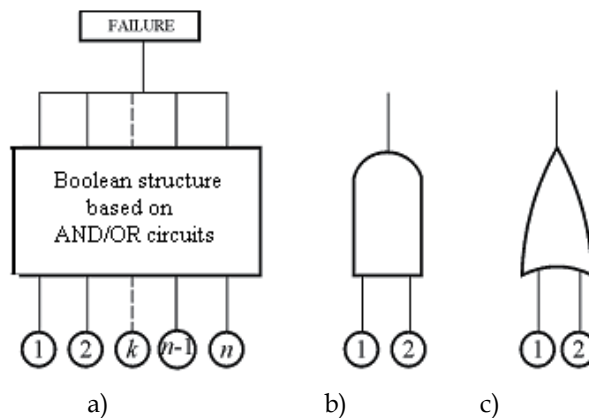 FAILURE
Boolean structure
based on
AND/OR circuits
1 2 k n-1 n
1 2
1 2
a) b) c)